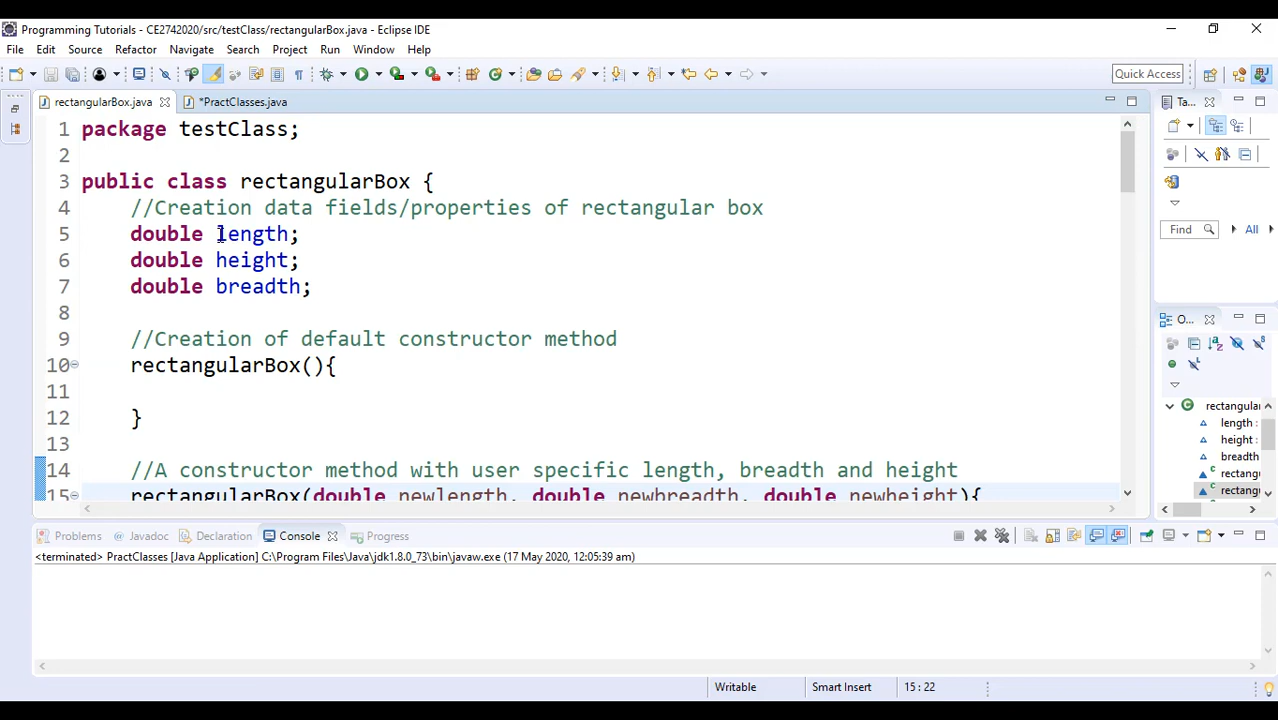 Programming Tutorials - CE2742020/src/testClass/rectangularBox.java - Eclipse IDE
File Edit Source Refactor Navigate Search Project Run Window Help
Quick Access
rectangularBox.java *PractClasses.java
1 package testClass;
2
3 public class rectangularBox {
4 //Creation data fields/properties of rectangular box
5 double length;
6 double height;
7 double breadth;
8
9 //Creation of default constructor method
10 rectangularBox(){
11
12 }
13
14 //A constructor method with user specific length, breadth and height
15 rectangularBox(double newlength, double newbreadth, double newheight){
Ta...
Find All
O...
rectangular
length :
height :
breadth
rectangu
rectangu
Problems Javadoc Declaration Console Progress
<terminated> PractClasses [Java Application] C:\Program Files\Java\jdk1.8.0_73\bin\javaw.exe (17 May 2020, 12:05:39 am)
Writable Smart Insert 15 : 22